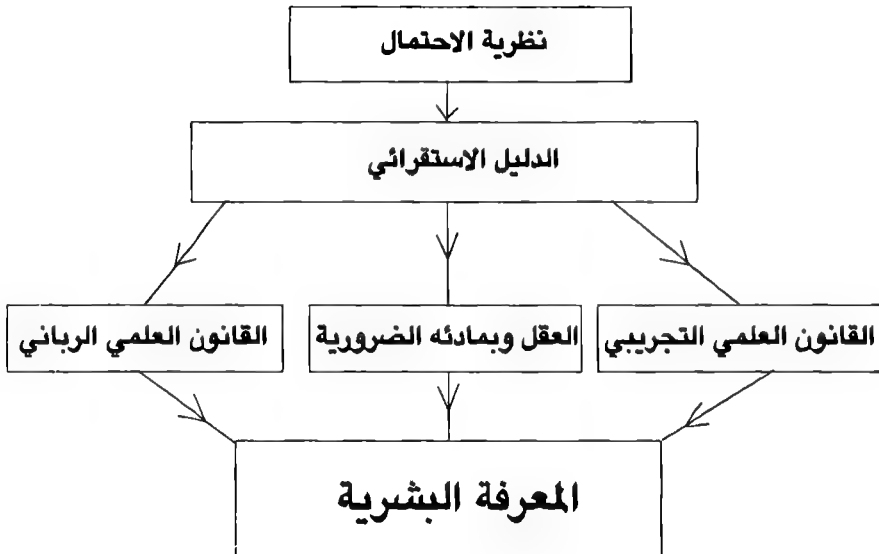 نظرية الاحتمال
الدليل الاستقرائي
القانون العلمي التجريبي
العقل وبمادئه الضرورية
القانون العلمي الرباني
المعرفة البشرية